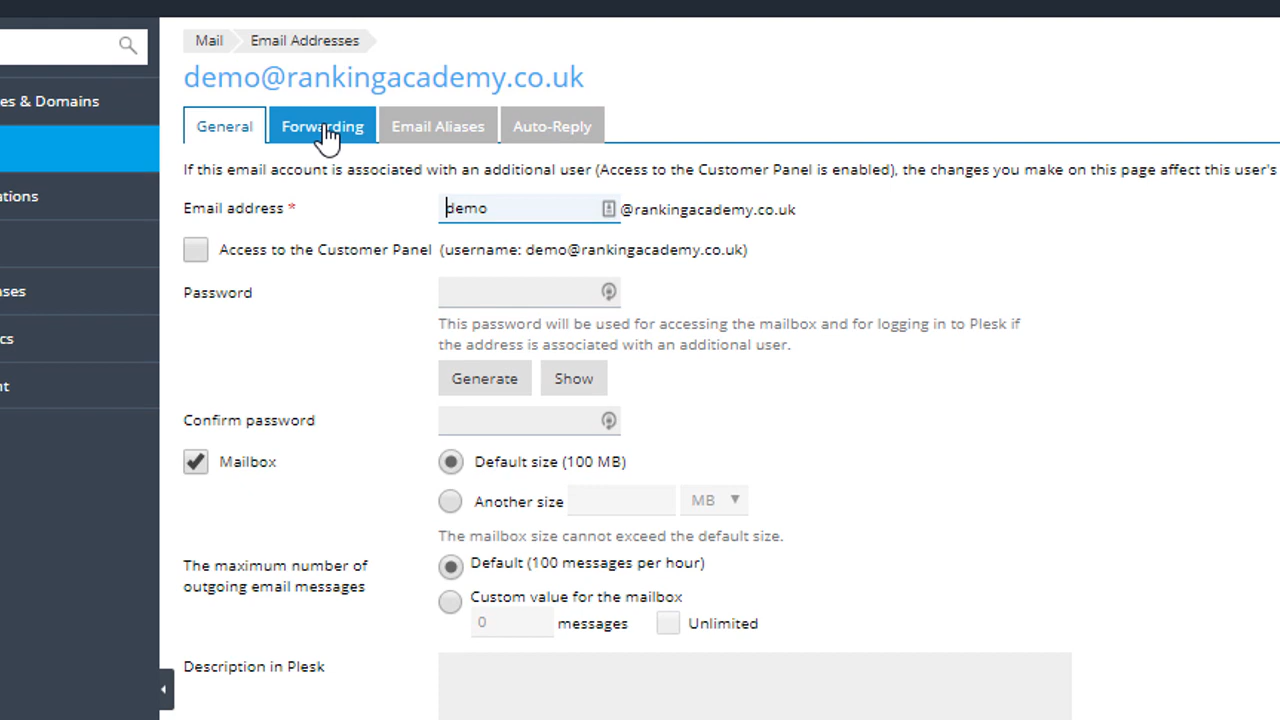 Mail Email Addresses
demo@rankingacademy.co.uk
es & Domains
General Forwarding Email Aliases Auto-Reply
If this email account is associated with an additional user (Access to the Customer Panel is enabled), the changes you make on this page affect this user's
ations
Email address * demo @rankingacademy.co.uk
Access to the Customer Panel (username: demo@rankingacademy.co.uk)
ases
Password
This password will be used for accessing the mailbox and for logging in to Plesk if
the address is associated with an additional user.
cs
nt
Generate Show
Confirm password
Mailbox Default size (100 MB)
Another size MB
The mailbox size cannot exceed the default size.
The maximum number of
outgoing email messages
Default (100 messages per hour)
Custom value for the mailbox
0 messages Unlimited
Description in Plesk